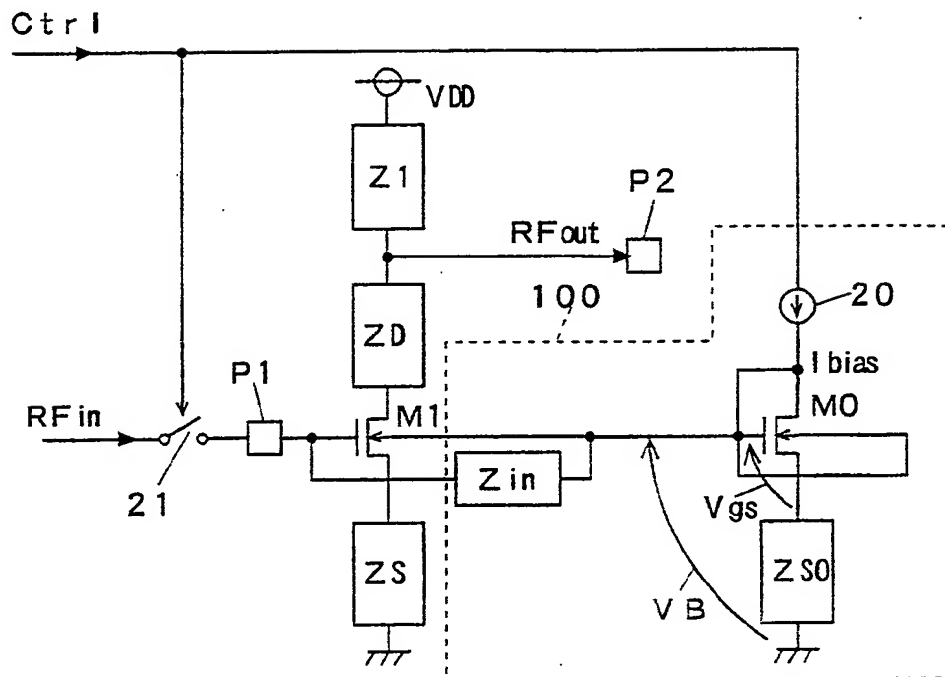 Ctrl
VDD
Z1
P2
RFout
100
20
ZD
Ibias
P1
M1
M0
RFin
Zin
21
Vgs
ZS
ZS0
VB